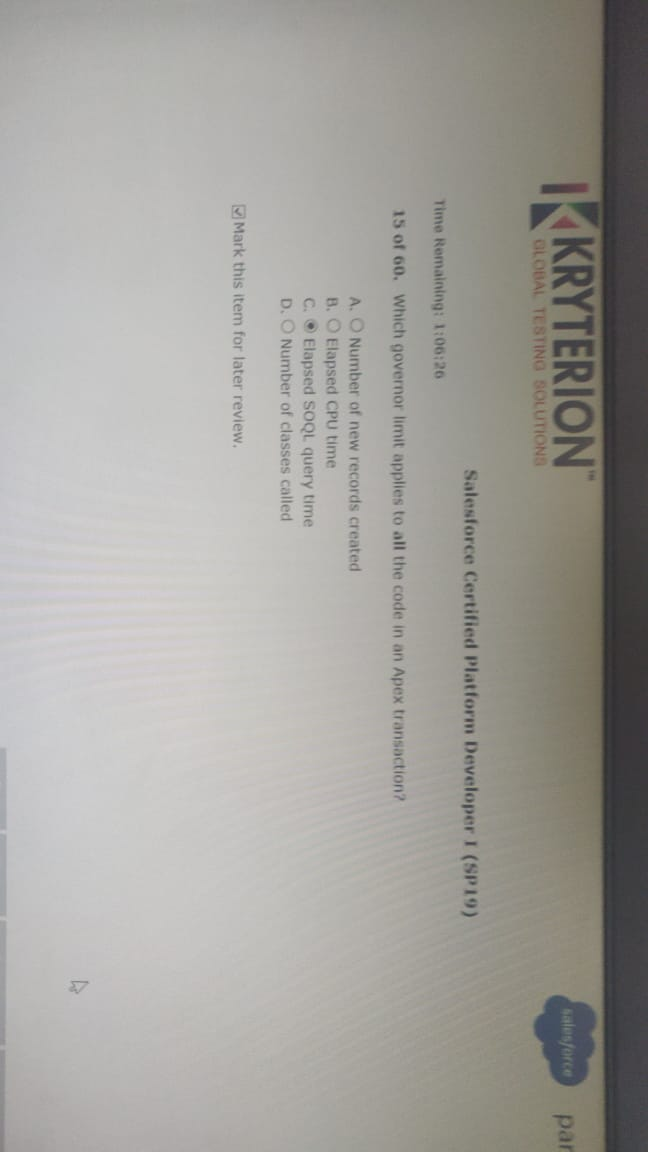 KRYTERION™
GLOBAL TESTING SOLUTIONS
salesforce
Salesforce Certified Platform Developer I (SP19)
Time Remaining: 1:06:26
15 of 60. Which governor limit applies to all the code in an Apex transaction?
A. Number of new records created
B. Elapsed CPU time
C. Elapsed SOQL query time
D. Number of classes called
Mark this item for later review.